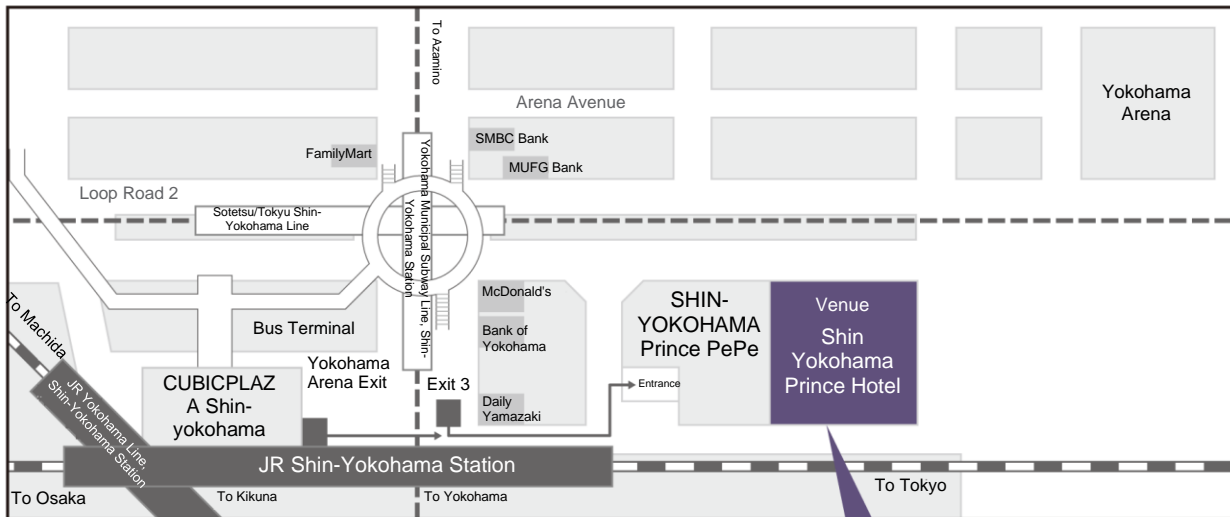 To Azamino
Arena Avenue
Yokohama
Arena
SMBC Bank
MUFG Bank
FamilyMart
Loop Road 2
Sotetsu/Tokyu Shin-
Yokohama Line
Yokohama Municipal Subway Line, Shin-
Yokohama Station
To Machida
Bus Terminal
McDonald's
Bank of
Yokohama
SHIN-
YOKOHAMA
Prince PePe
Venue
Shin
Yokohama
Prince Hotel
Yokohama
Arena Exit
Exit 3
Entrance
CUBICPLAZ
A Shin-
yokohama
Daily
Yamazaki
JR Yokohama Line,
Shin-Yokohama Station
JR Shin-Yokohama Station
To Osaka
To Kikuna
To Yokohama
To Tokyo